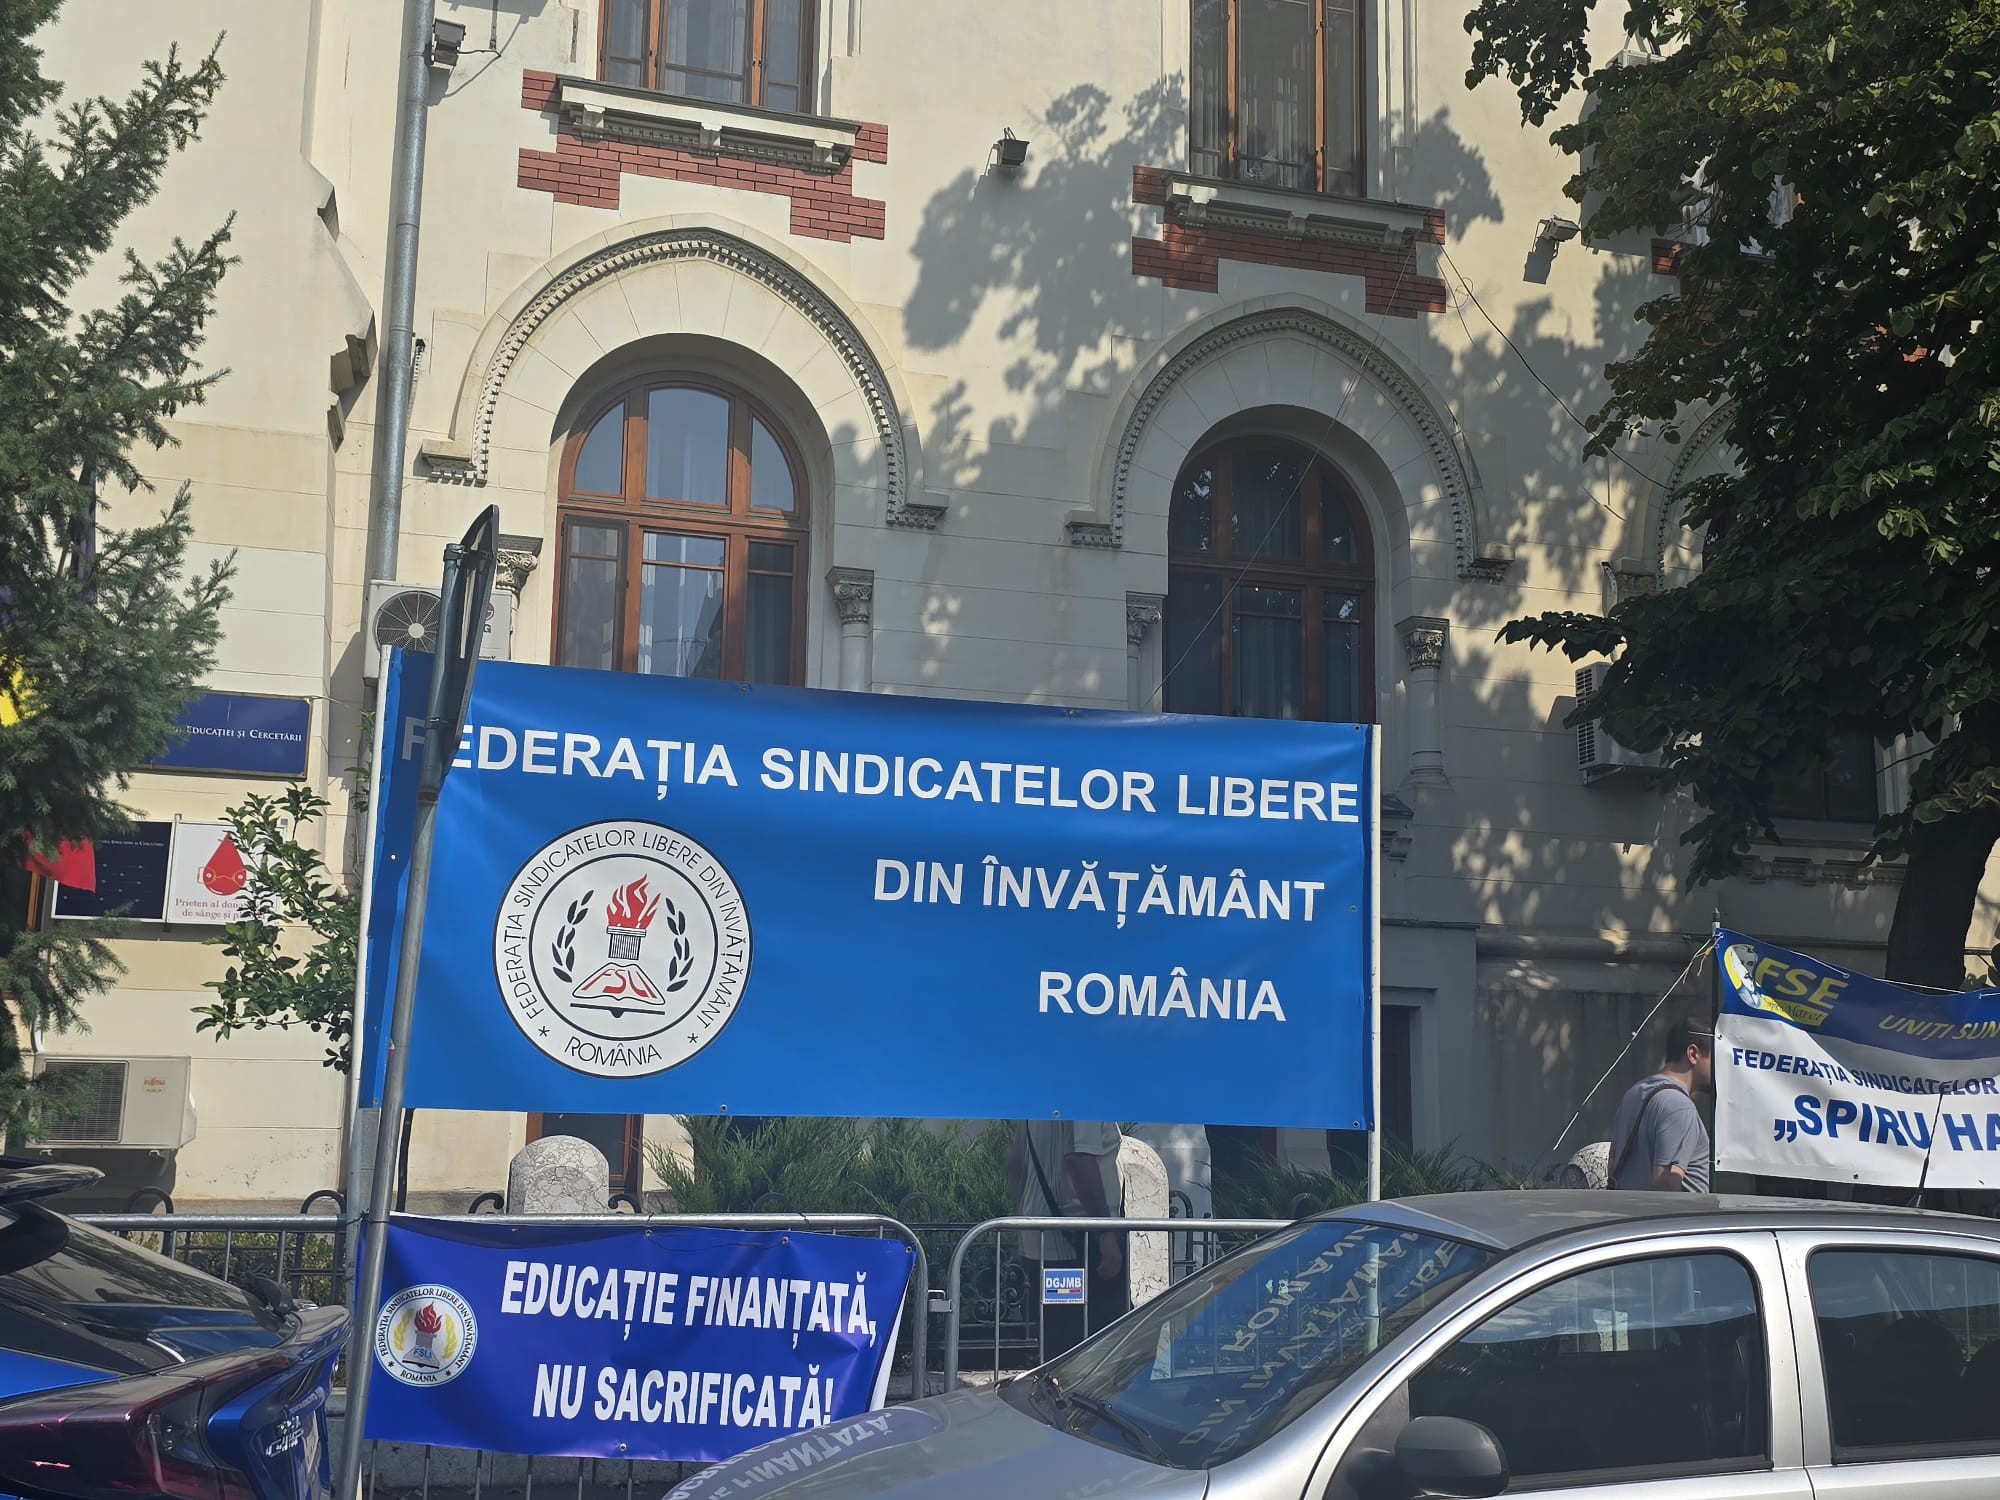 FEDERAȚIA SINDICATELOR LIBERE
DIN ÎNVĂȚĂMÂNT
ROMÂNIA
FEDERAȚIA SINDICATELOR LIBERE DIN ÎNVĂȚĂMÂNT
* ROMÂNIA *
FSLI
EDUCAȚIE FINANȚATĂ,
NU SACRIFICATĂ!
FEDERAȚIA SINDICATELOR LIBERE DIN ÎNVĂȚĂMÂNT
* ROMÂNIA *
FSLI
EDUCAȚIEI ȘI CERCETĂRII
Prieten al
de sânge și
FUJITSU
DGJMB
FSE
UNIȚI
FEDERAȚIA SINDICATELOR
„SPIRU